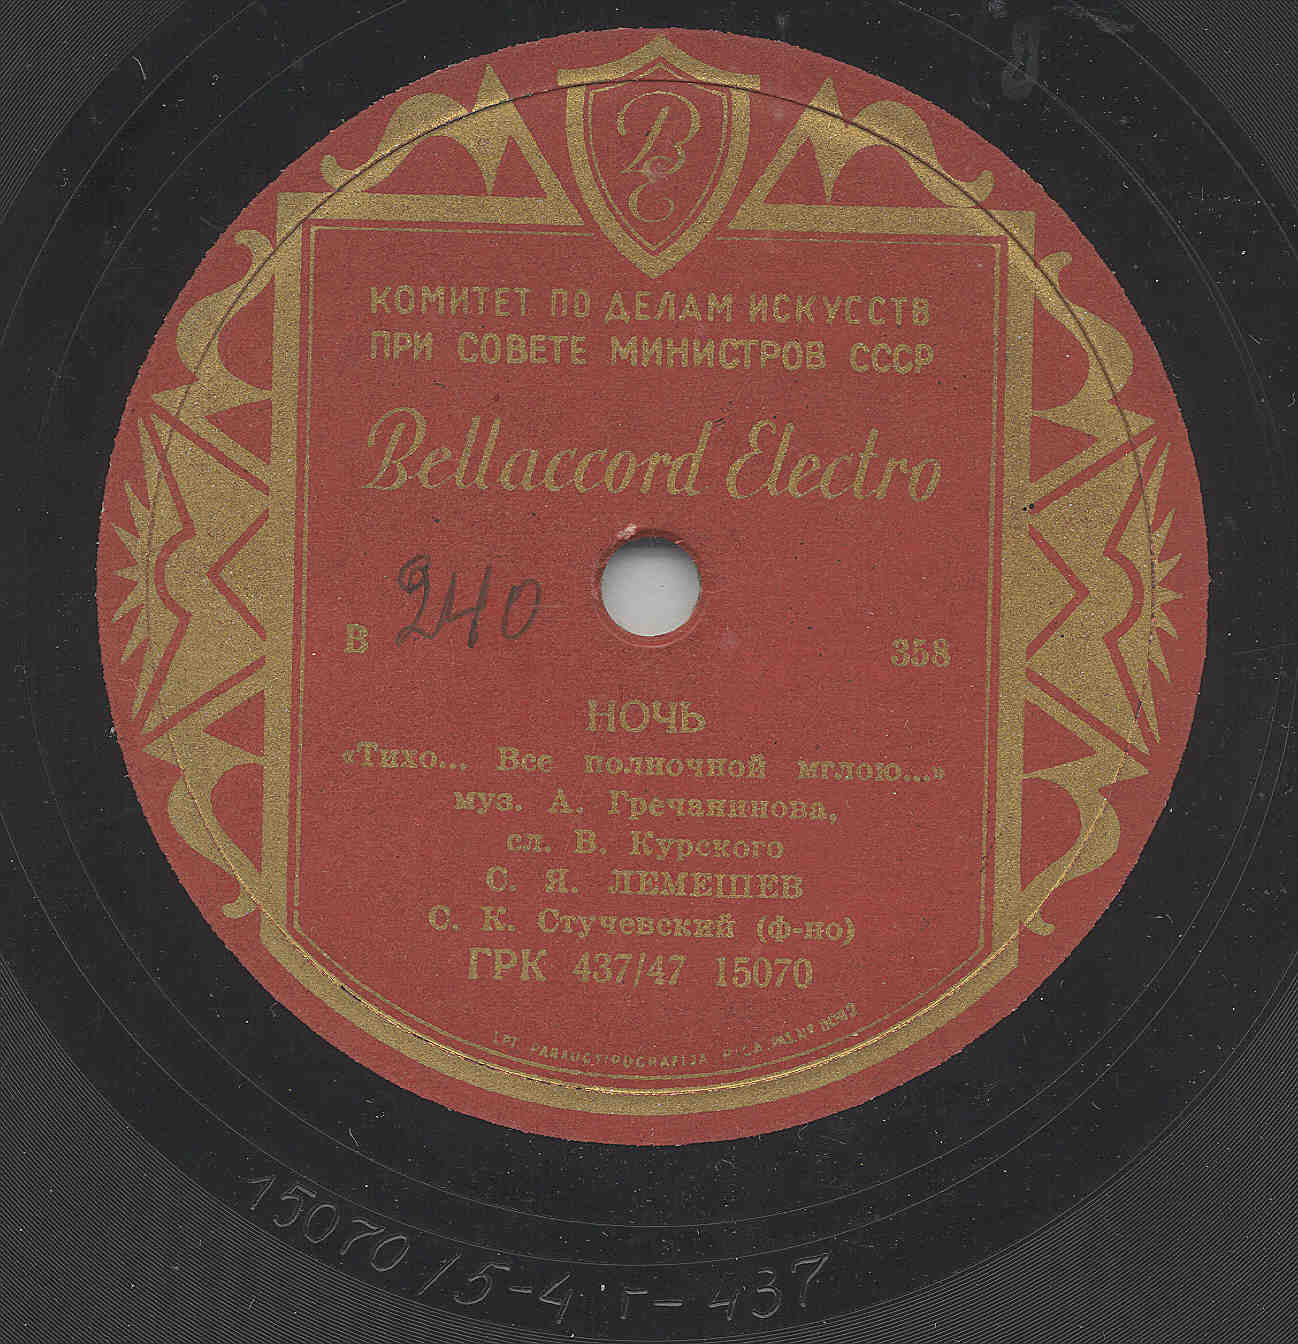 BE
КОМИТЕТ ПО ДЕЛАМ ИСКУССТВ
ПРИ СОВЕТЕ МИНИСТРОВ СССР
Bellaccord Electro
240
В 358
НОЧЬ
«Тихо... Все полночной мглою...»
муз. А. Гречанинова,
сл. В. Курского
С. Я. ЛЕМЕШЕВ
С. К. Стучевский (ф-но)
ГРК 437/47 15070
RIGA
15070 /5-4 г-437